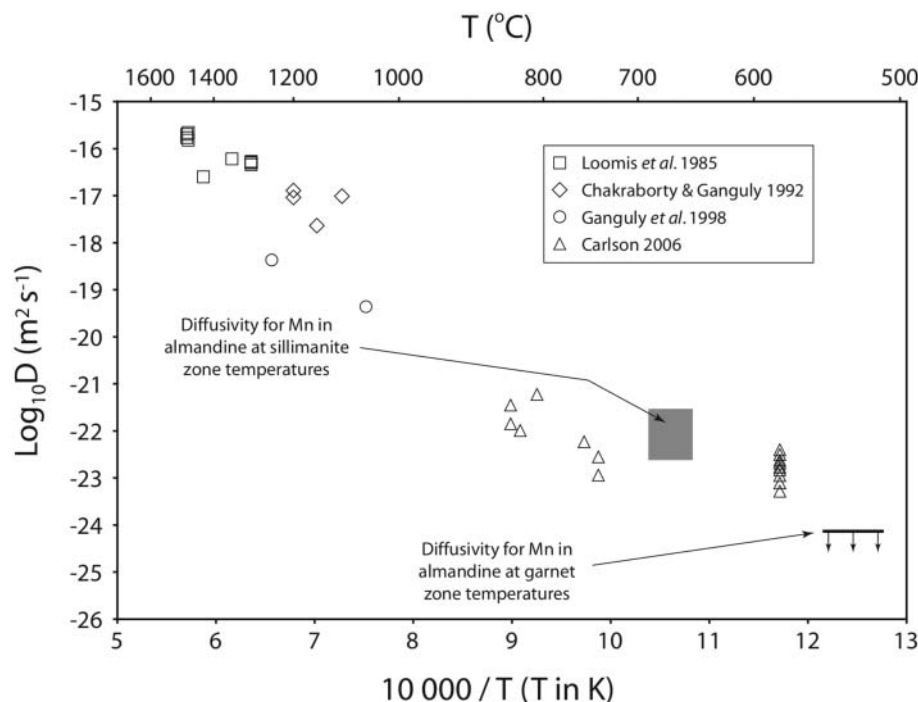 T (°C)
1600 1400 1200 1000 800 700 600 500
-15
-16
-17
-18
-19
-20
-21
-22
-23
-24
-25
-26
Log₁₀D (m² s⁻¹)
Loomis et al. 1985
Chakraborty & Ganguly 1992
Ganguly et al. 1998
Carlson 2006
Diffusivity for Mn in
almandine at sillimanite
zone temperatures
Diffusivity for Mn in
almandine at garnet
zone temperatures
5 6 7 8 9 10 11 12 13
10 000 / T (T in K)